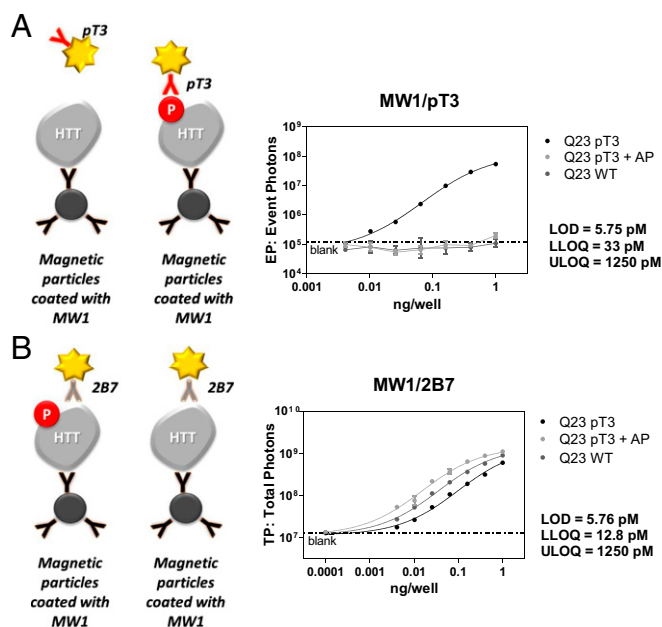 A
pT3
HTT
Magnetic
particles
coated with
MW1
pT3
P
HTT
Magnetic
particles
coated with
MW1
MW1/pT3
EP: Event Photons
10^9
10^8
10^7
10^6
10^5
10^4
blank
0.001
0.01
0.1
1
10
ng/well
Q23 pT3
Q23 pT3 + AP
Q23 WT
LOD = 5.75 pM
LLOQ = 33 pM
ULOQ = 1250 pM
B
2B7
P
HTT
Magnetic
particles
coated with
MW1
2B7
HTT
Magnetic
particles
coated with
MW1
MW1/2B7
TP: Total Photons
10^10
10^9
10^8
10^7
blank
0.0001
0.001
0.01
0.1
1
10
ng/well
Q23 pT3
Q23 pT3 + AP
Q23 WT
LOD = 5.76 pM
LLOQ = 12.8 pM
ULOQ = 1250 pM